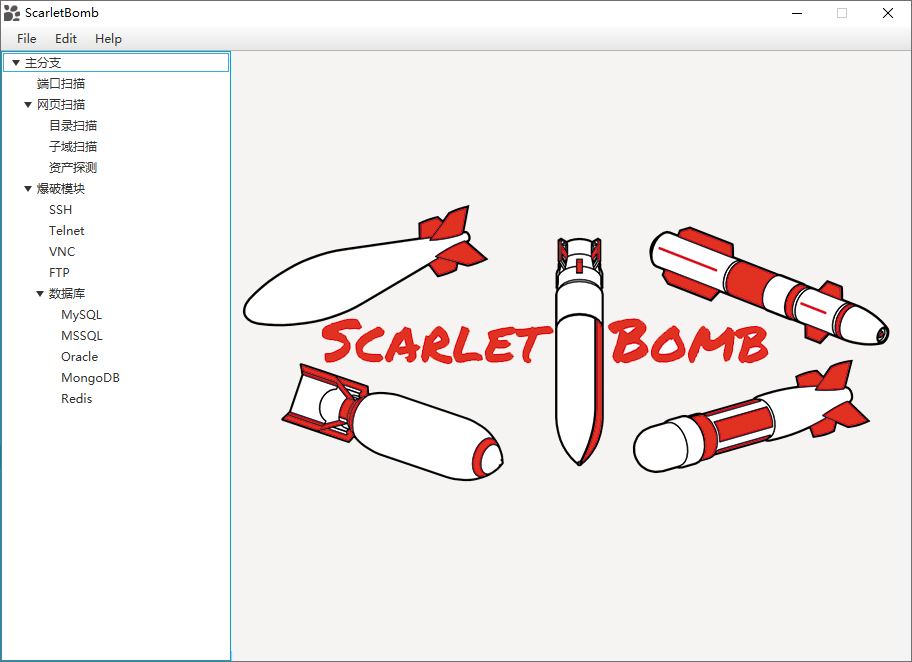 ScarletBomb
File Edit Help
主分支
端口扫描
网页扫描
目录扫描
子域扫描
资产探测
爆破模块
SSH
Telnet
VNC
FTP
数据库
MySQL
MSSQL
Oracle
MongoDB
Redis
Scarlet Bomb